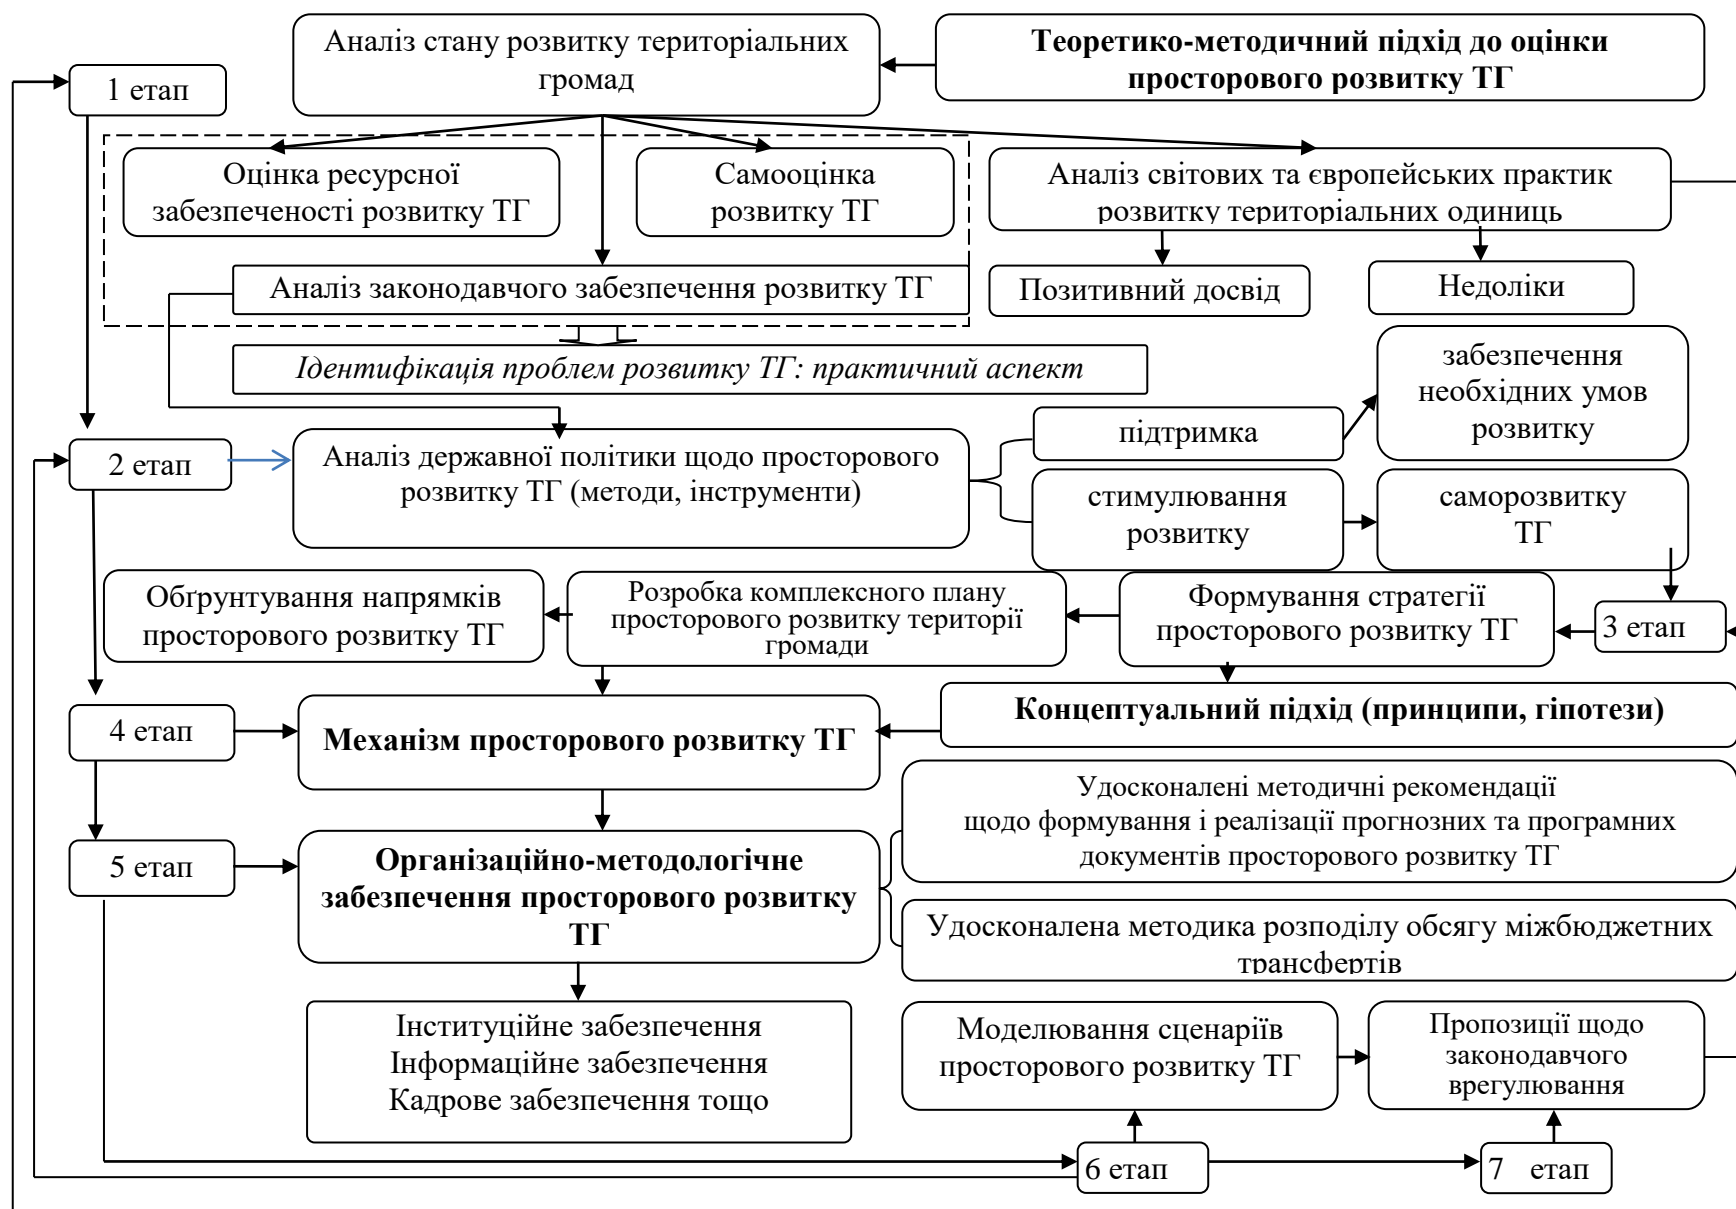 Аналіз стану розвитку територіальних
громад
Теоретико-методичний підхід до оцінки
просторового розвитку ТГ
1 етап
Оцінка ресурсної
забезпеченості розвитку ТГ
Самооцінка
розвитку ТГ
Аналіз світових та європейських практик
розвитку територіальних одиниць
Аналіз законодавчого забезпечення розвитку ТГ
Позитивний досвід
Недоліки
Ідентифікація проблем розвитку ТГ: практичний аспект
забезпечення
необхідних умов
розвитку
підтримка
2 етап
Аналіз державної політики щодо просторового
розвитку ТГ (методи, інструменти)
стимулювання
розвитку
саморозвитку
ТГ
Обґрунтування напрямків
просторового розвитку ТГ
Розробка комплексного плану
просторового розвитку території
громади
Формування стратегії
просторового розвитку ТГ
3 етап
4 етап
Механізм просторового розвитку ТГ
Концептуальний підхід (принципи, гіпотези)
Удосконалені методичні рекомендації
щодо формування і реалізації прогнозних та програмних
документів просторового розвитку ТГ
5 етап
Організаційно-методологічне
забезпечення просторового розвитку
ТГ
Удосконалена методика розподілу обсягу міжбюджетних
трансфертів
Інституційне забезпечення
Інформаційне забезпечення
Кадрове забезпечення тощо
Моделювання сценаріїв
просторового розвитку ТГ
Пропозиції щодо
законодавчого
врегулювання
6 етап
7 етап